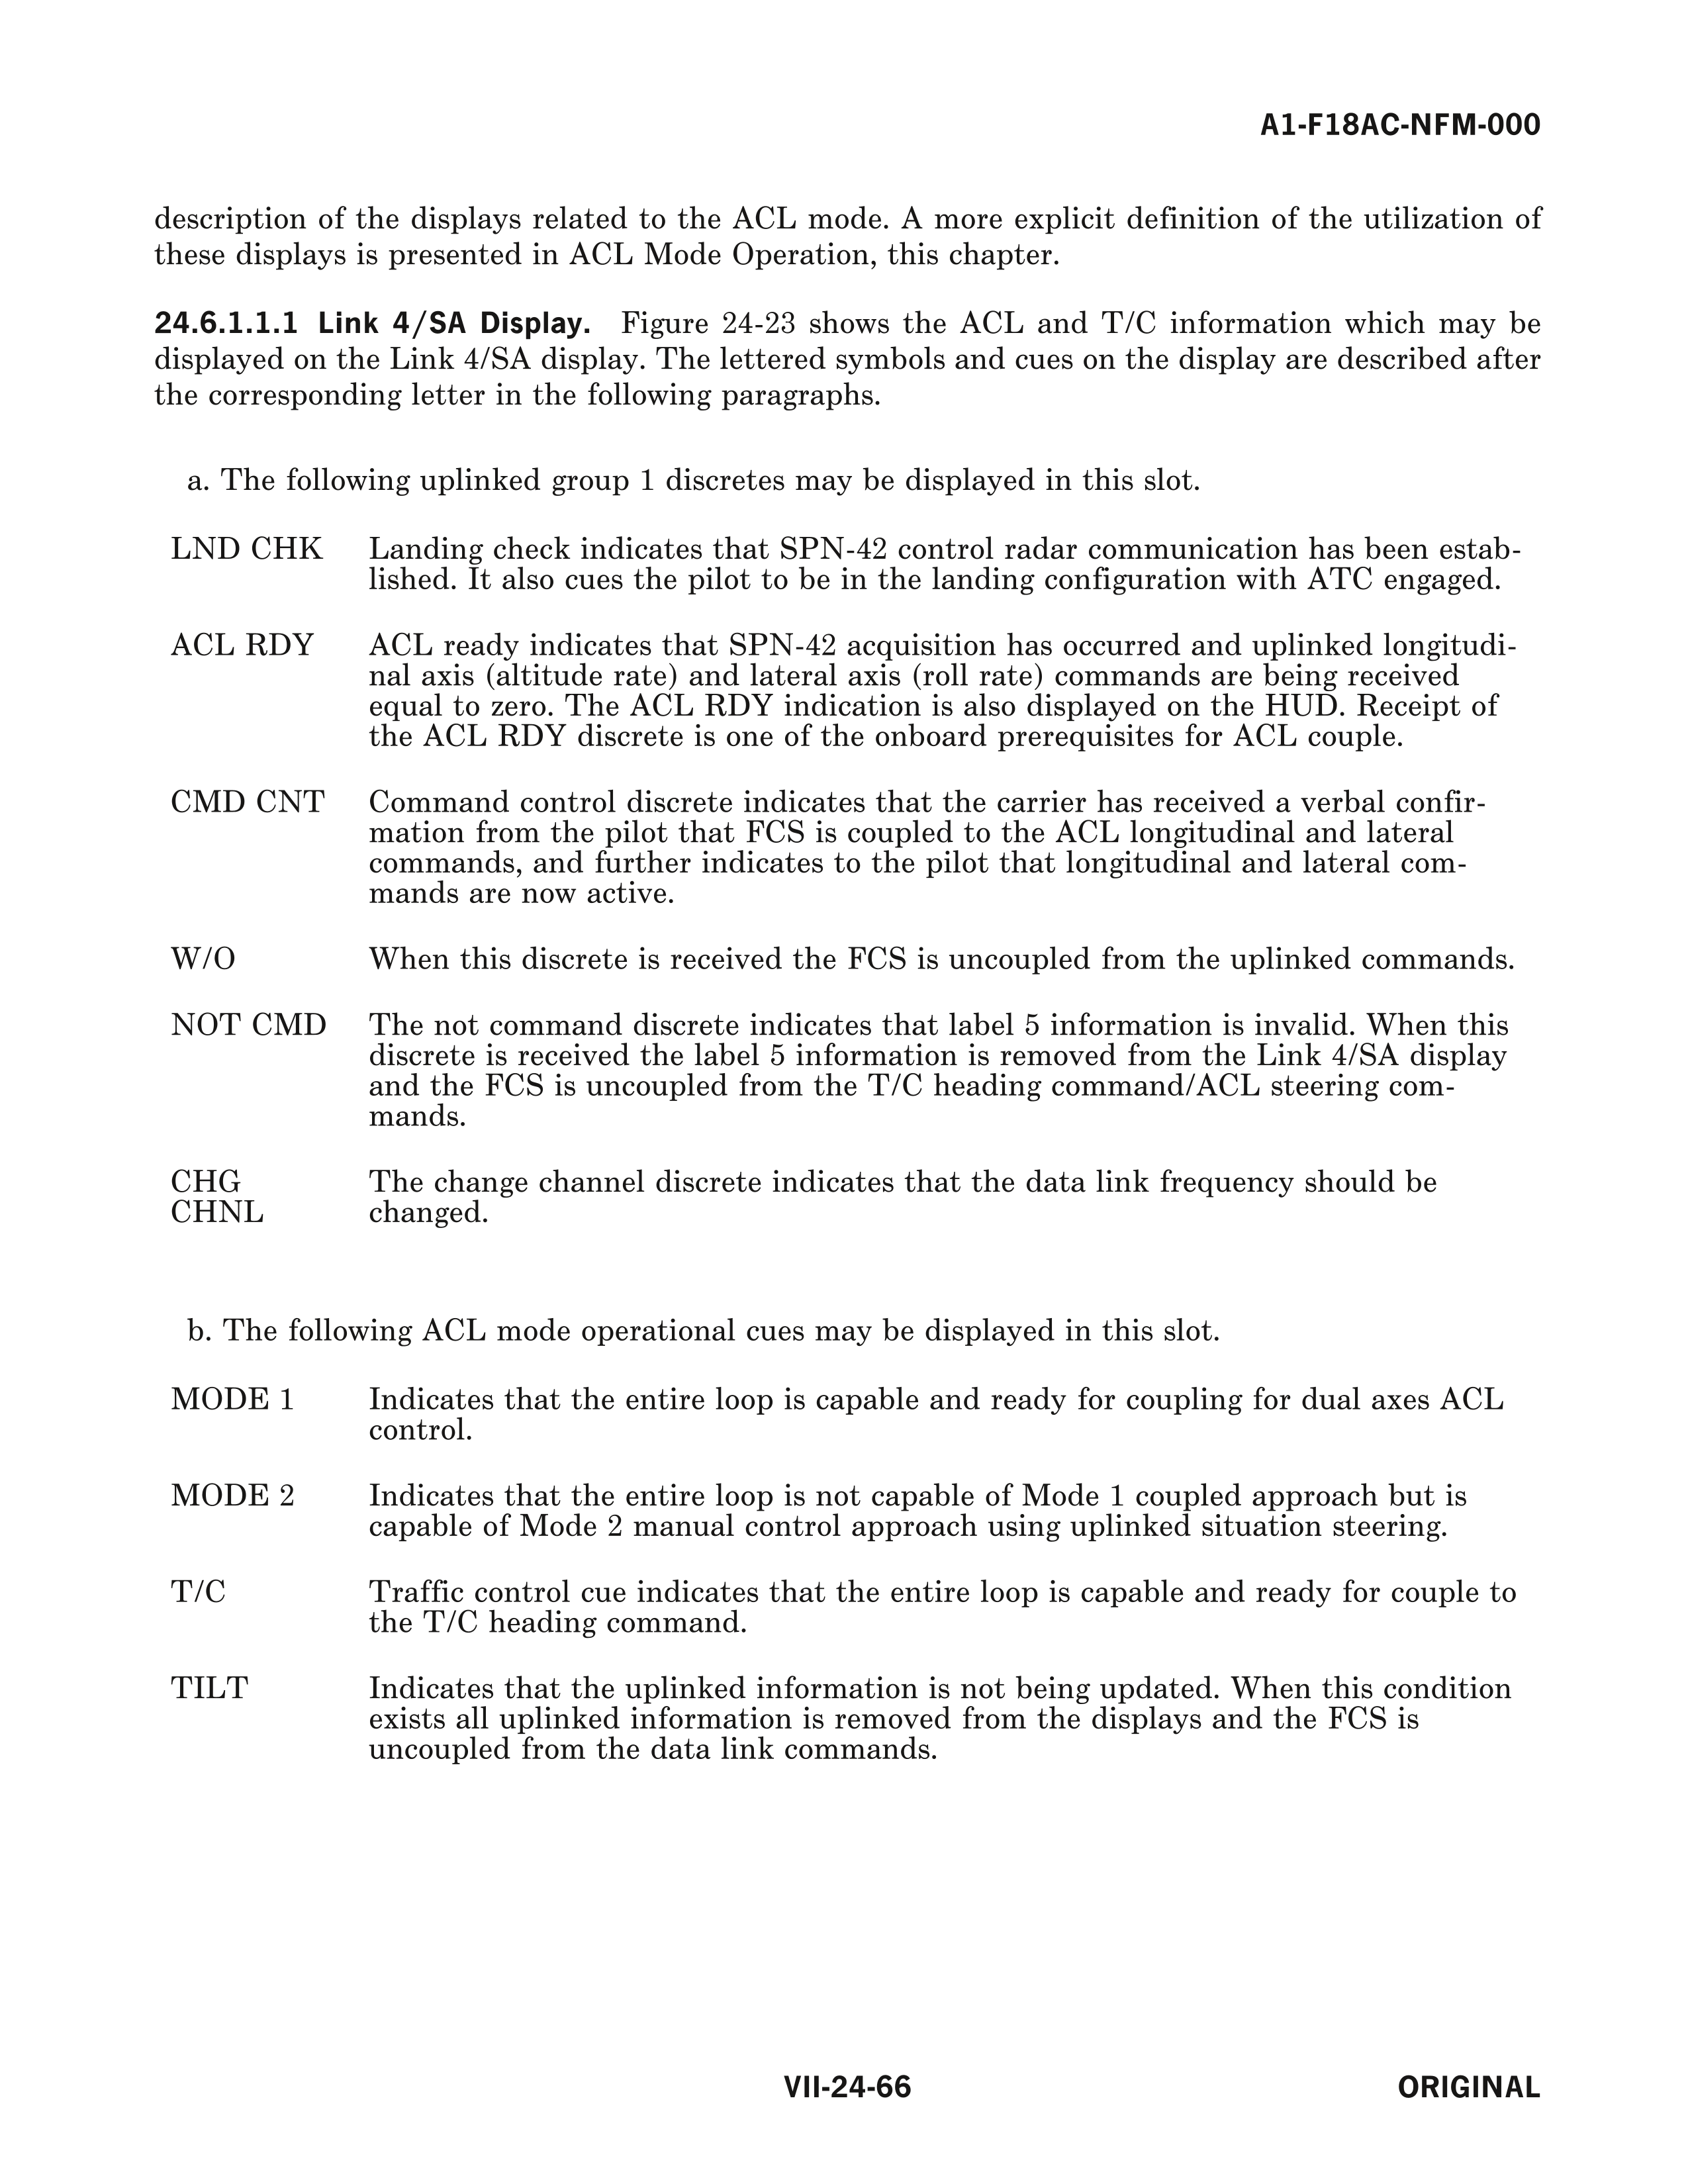 A1-F18AC-NFM-000
description of the displays related to the ACL mode. A more explicit definition of the utilization of
these displays is presented in ACL Mode Operation, this chapter.
24.6.1.1.1 Link 4/SA Display. Figure 24-23 shows the ACL and T/C information which may be
displayed on the Link 4/SA display. The lettered symbols and cues on the display are described after
the corresponding letter in the following paragraphs.
a. The following uplinked group 1 discretes may be displayed in this slot.
LND CHK Landing check indicates that SPN-42 control radar communication has been estab-
lished. It also cues the pilot to be in the landing configuration with ATC engaged.
ACL RDY ACL ready indicates that SPN-42 acquisition has occurred and uplinked longitudi-
nal axis (altitude rate) and lateral axis (roll rate) commands are being received
equal to zero. The ACL RDY indication is also displayed on the HUD. Receipt of
the ACL RDY discrete is one of the onboard prerequisites for ACL couple.
CMD CNT Command control discrete indicates that the carrier has received a verbal confir-
mation from the pilot that FCS is coupled to the ACL longitudinal and lateral
commands, and further indicates to the pilot that longitudinal and lateral com-
mands are now active.
W/O When this discrete is received the FCS is uncoupled from the uplinked commands.
NOT CMD The not command discrete indicates that label 5 information is invalid. When this
discrete is received the label 5 information is removed from the Link 4/SA display
and the FCS is uncoupled from the T/C heading command/ACL steering com-
mands.
CHG The change channel discrete indicates that the data link frequency should be
CHNL changed.
b. The following ACL mode operational cues may be displayed in this slot.
MODE 1 Indicates that the entire loop is capable and ready for coupling for dual axes ACL
control.
MODE 2 Indicates that the entire loop is not capable of Mode 1 coupled approach but is
capable of Mode 2 manual control approach using uplinked situation steering.
T/C Traffic control cue indicates that the entire loop is capable and ready for couple to
the T/C heading command.
TILT Indicates that the uplinked information is not being updated. When this condition
exists all uplinked information is removed from the displays and the FCS is
uncoupled from the data link commands.
VII-24-66 ORIGINAL